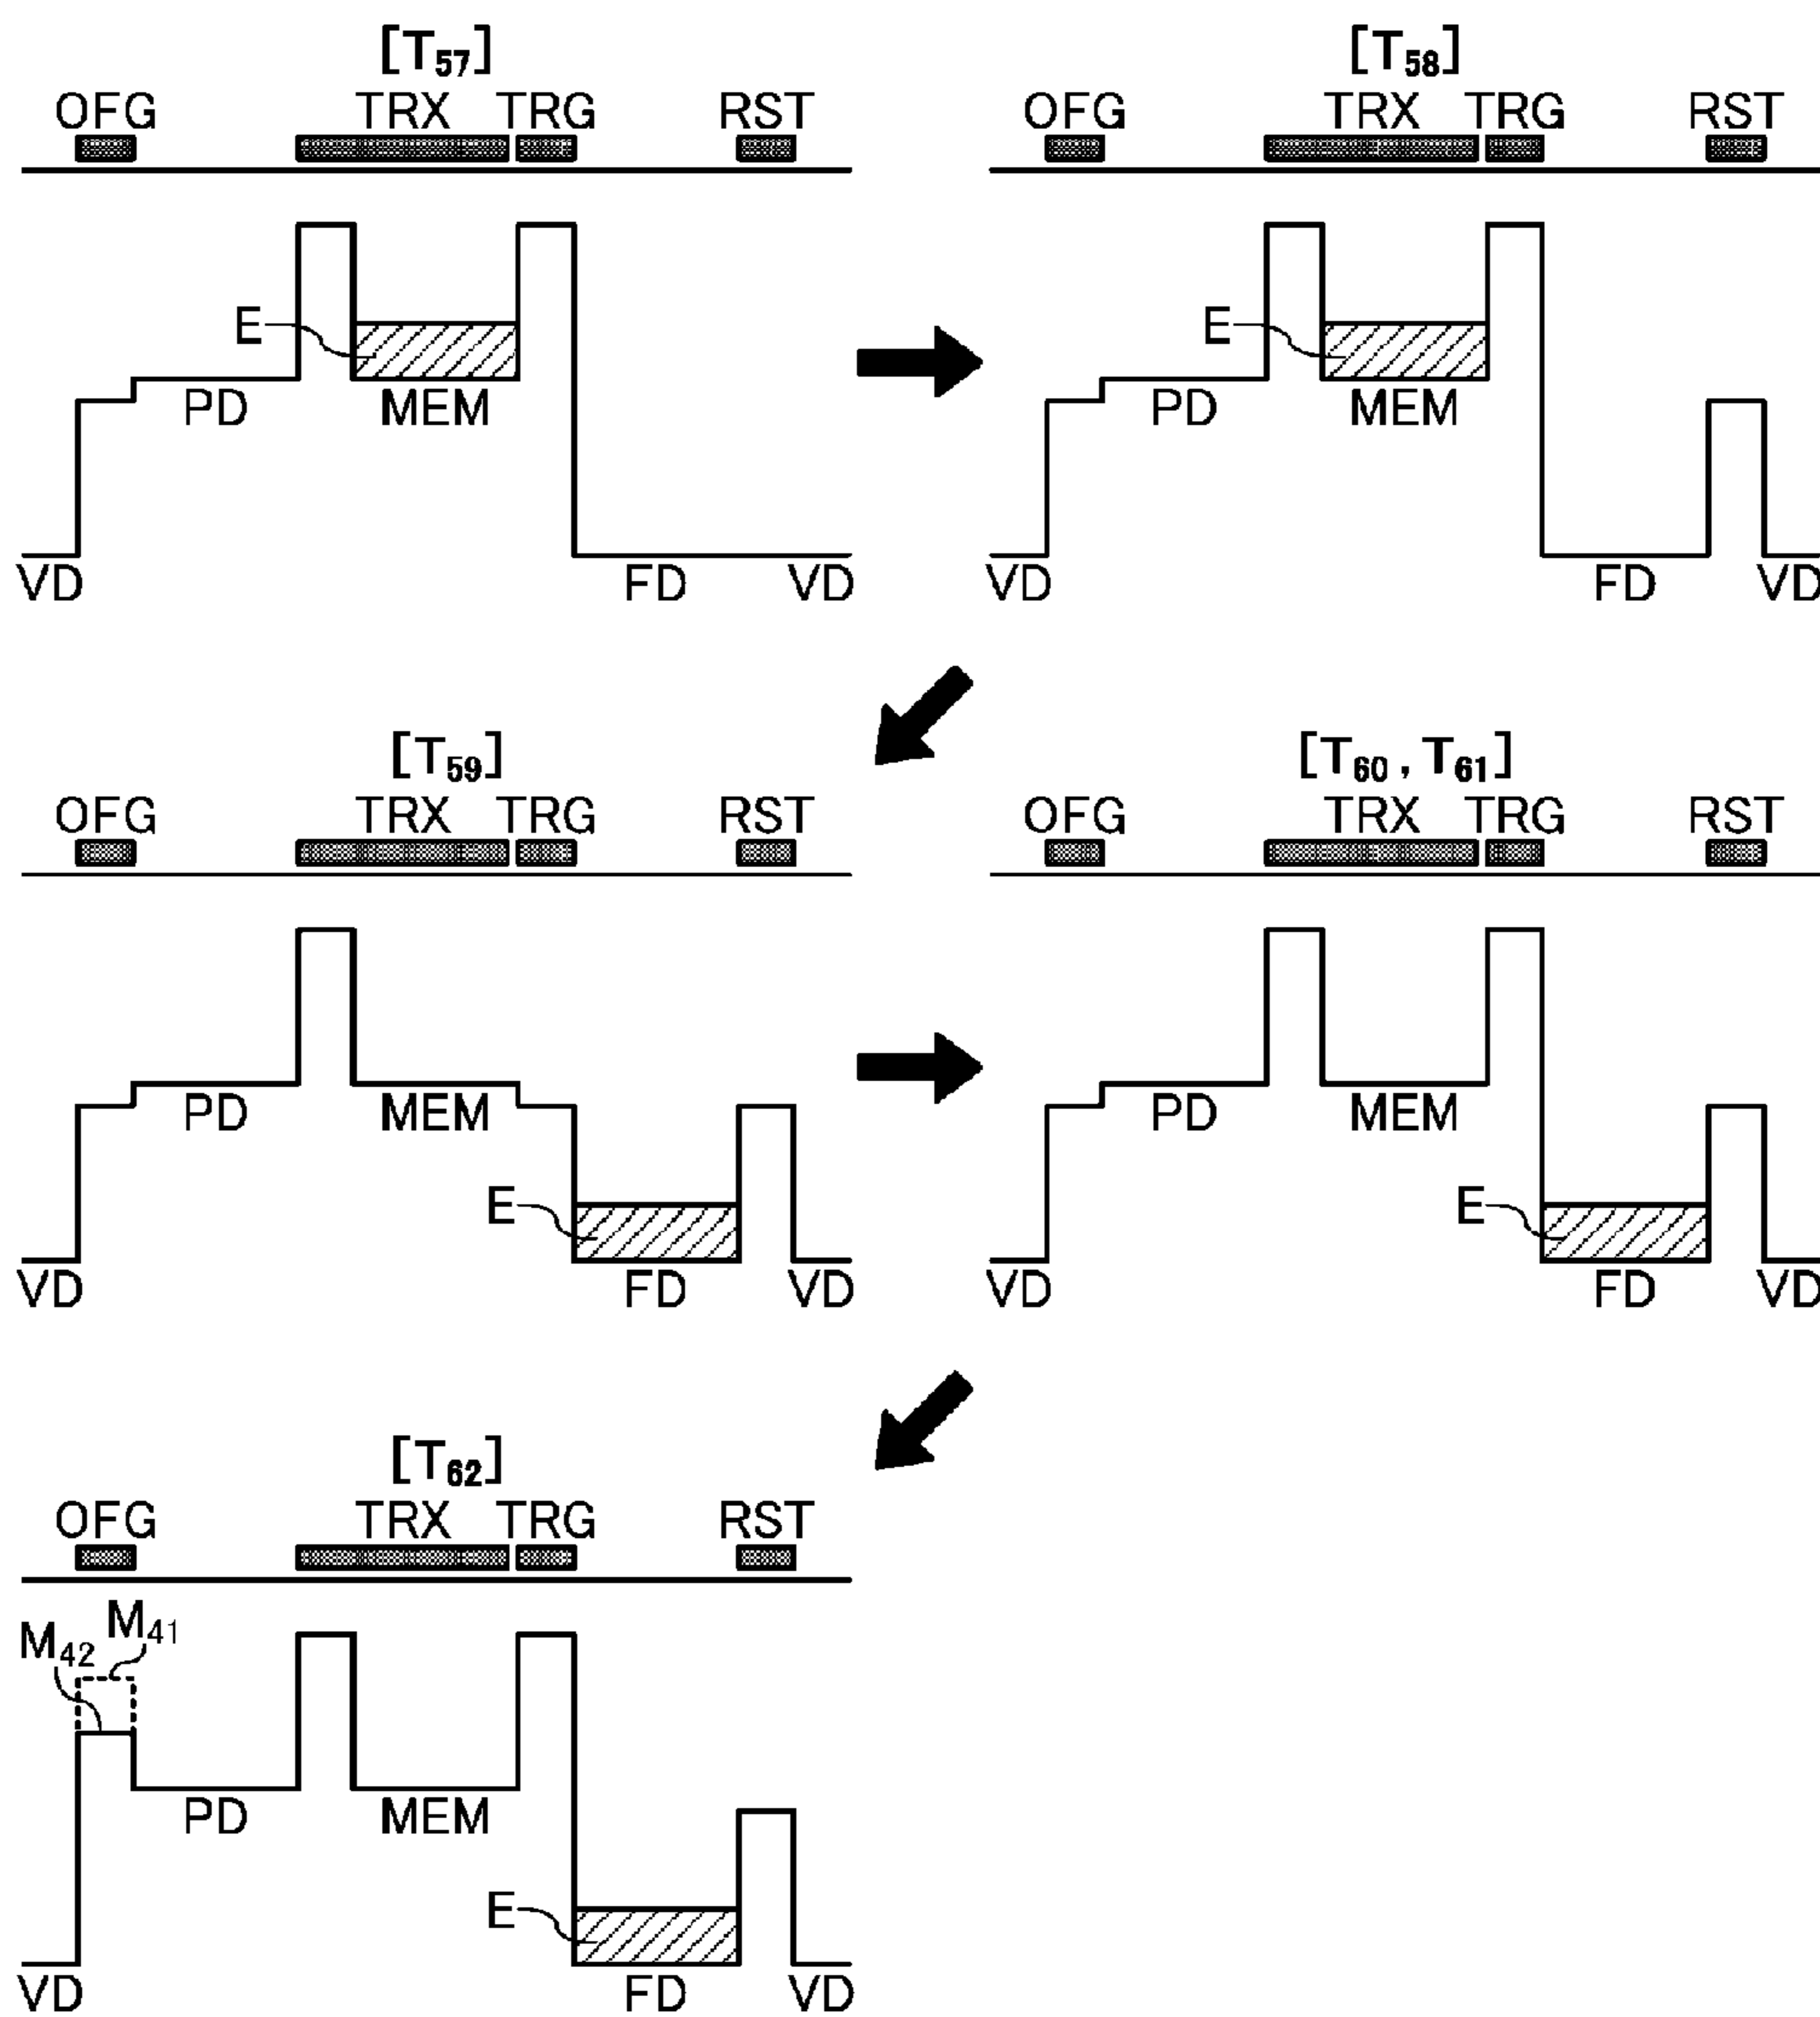 [T57] [T58]
OFG TRX TRG RST OFG TRX TRG RST
E E
PD MEM PD MEM
VD FD VD VD FD VD
[T59] [T60, T61]
OFG TRX TRG RST OFG TRX TRG RST
PD MEM PD MEM
E E
VD FD VD VD FD VD
[T62]
OFG TRX TRG RST
M42 M41
PD MEM
E
VD FD VD